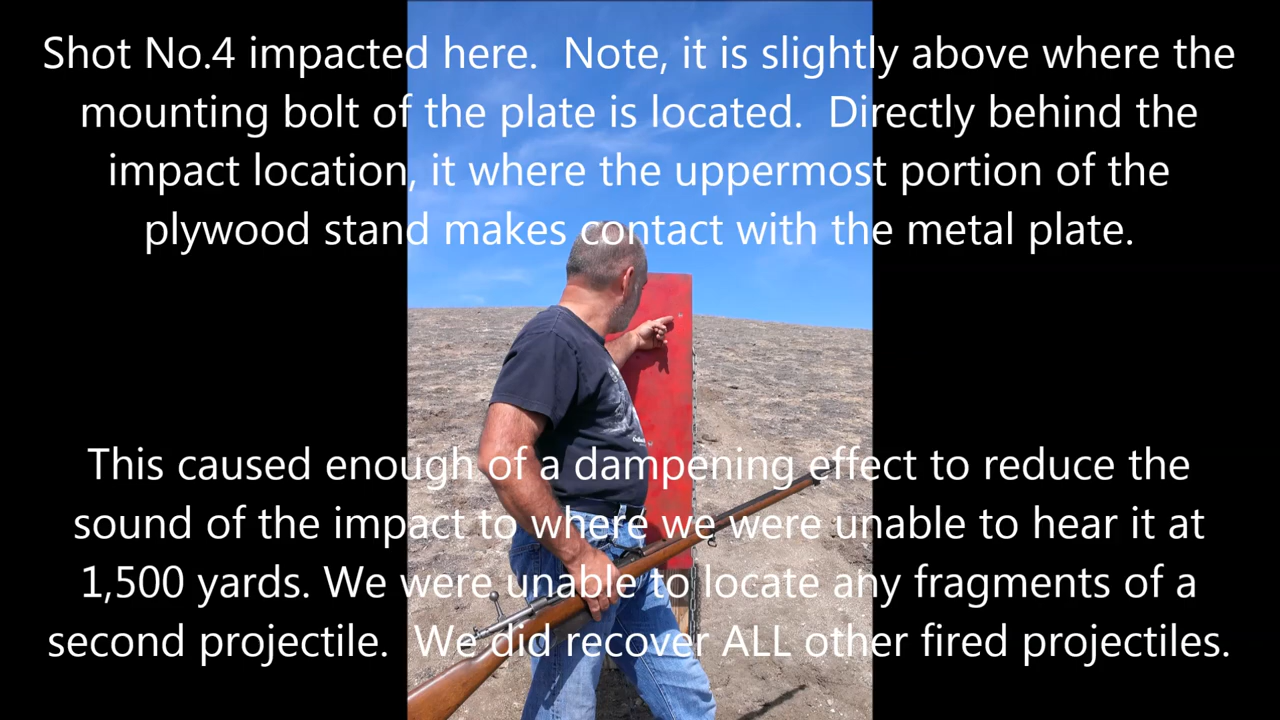 Shot No.4 impacted here.  Note, it is slightly above where the
mounting bolt of the plate is located.  Directly behind the
impact location, it where the uppermost portion of the
plywood stand makes contact with the metal plate.
This caused enough of a dampening effect to reduce the
sound of the impact to where we were unable to hear it at
1,500 yards. We were unable to locate any fragments of a
second projectile.  We did recover ALL other fired projectiles.